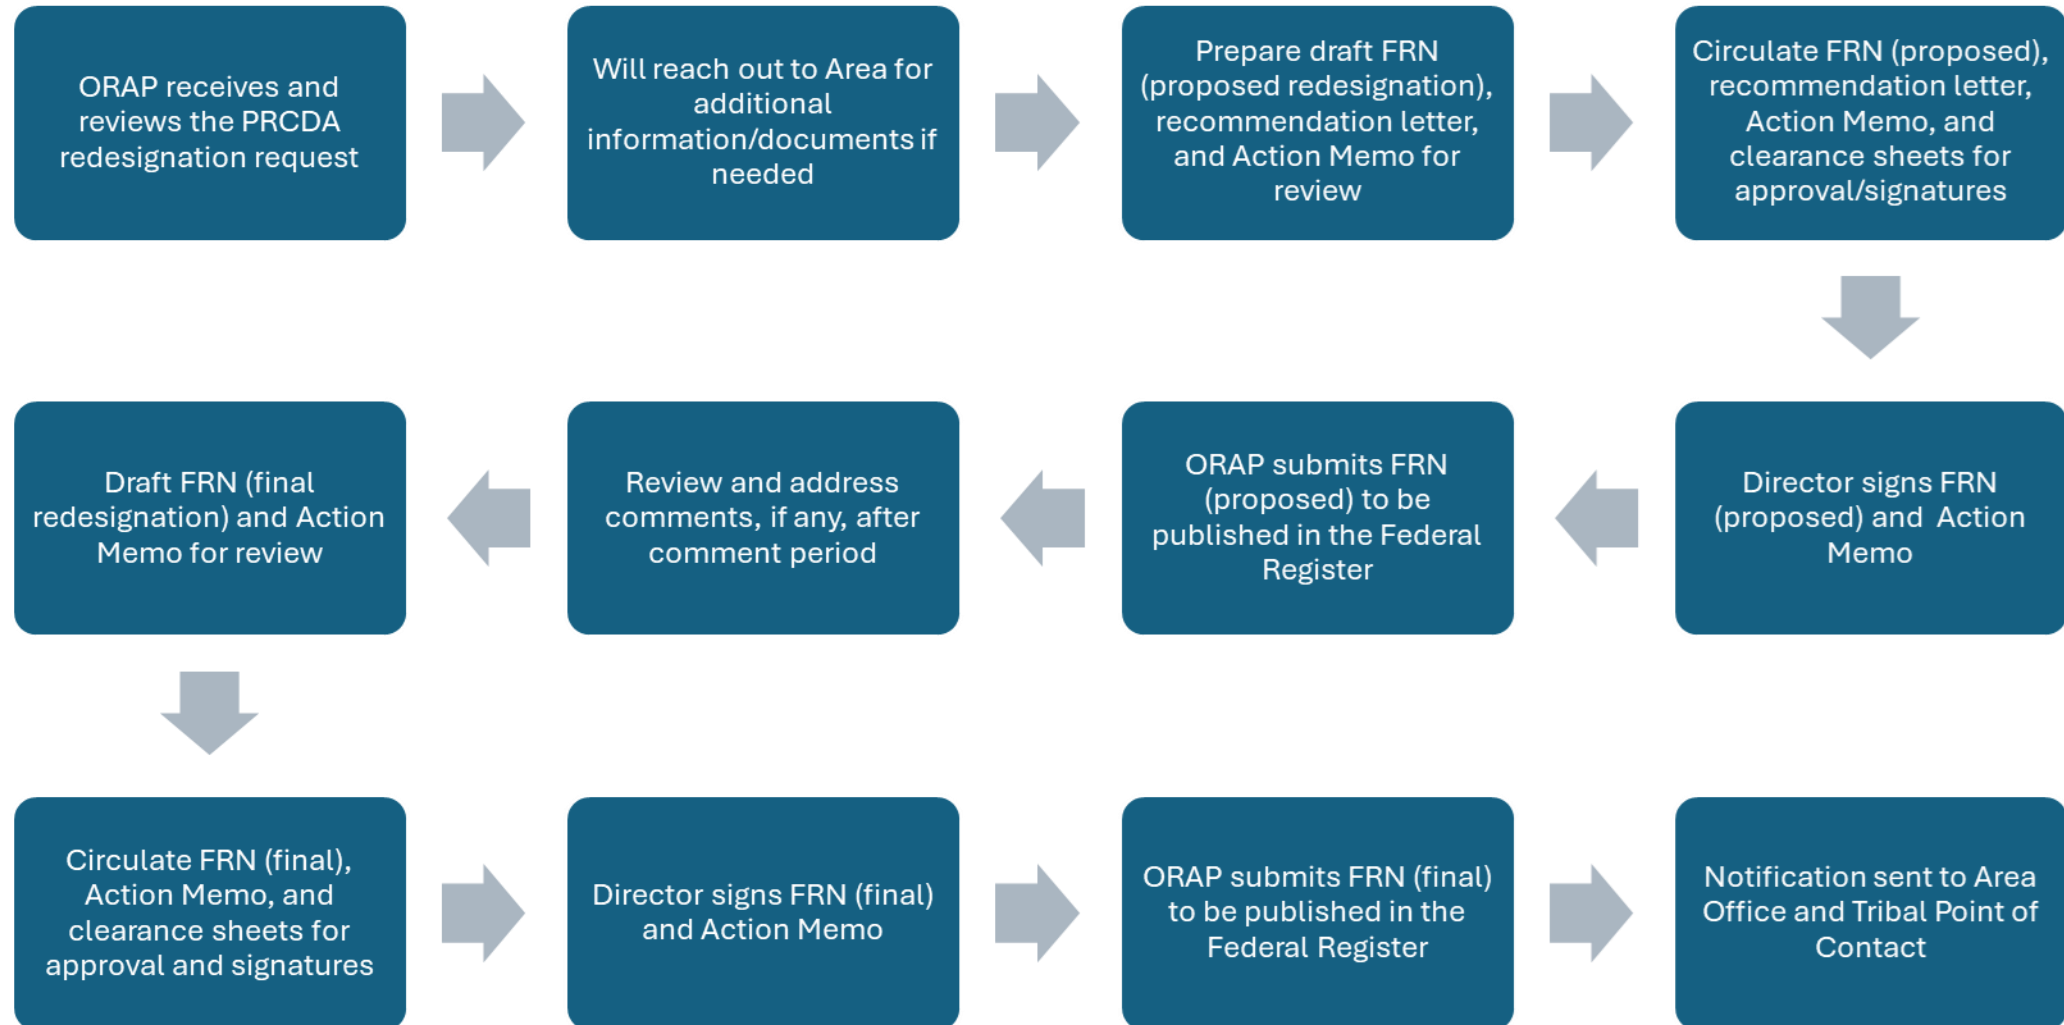 ORAP receives and
reviews the PRCDA
redesignation request
Will reach out to Area for
additional
information/documents if
needed
Prepare draft FRN
(proposed redesignation),
recommendation letter,
and Action Memo for
review
Circulate FRN (proposed),
recommendation letter,
Action Memo, and
clearance sheets for
approval/signatures
Director signs FRN
(proposed) and Action
Memo
ORAP submits FRN
(proposed) to be
published in the Federal
Register
Review and address
comments, if any, after
comment period
Draft FRN (final
redesignation) and Action
Memo for review
Circulate FRN (final),
Action Memo, and
clearance sheets for
approval and signatures
Director signs FRN (final)
and Action Memo
ORAP submits FRN (final)
to be published in the
Federal Register
Notification sent to Area
Office and Tribal Point of
Contact